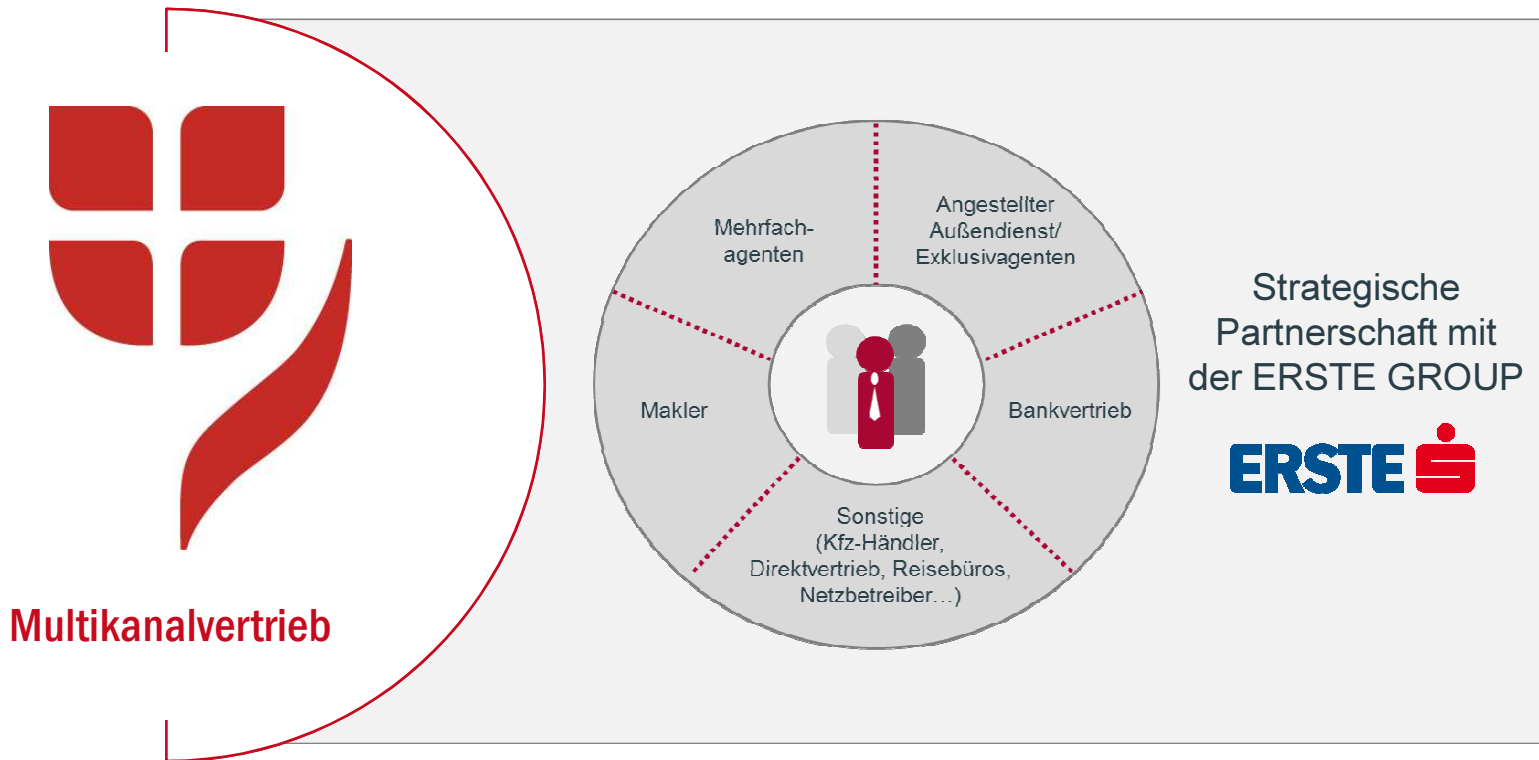 Multikanalvertrieb
Mehrfach-
agenten
Angestellter
Außendienst/
Exklusivagenten
Makler
Bankvertrieb
Sonstige
(Kfz-Händler,
Direktvertrieb, Reisebüros,
Netzbetreiber…)
Strategische
Partnerschaft mit
der ERSTE GROUP
ERSTE S